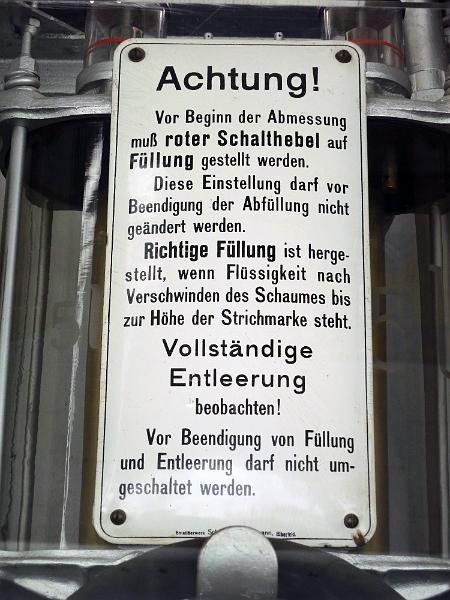 Achtung!
Vor Beginn der Abmessung
muß roter Schalthebel auf
Füllung gestellt werden.
Diese Einstellung darf vor
Beendigung der Abfüllung nicht
geändert werden.
Richtige Füllung ist herge-
stellt, wenn Flüssigkeit nach
Verschwinden des Schaumes bis
zur Höhe der Strichmarke steht.
Vollständige
Entleerung
beobachten!
Vor Beendigung von Füllung
und Entleerung darf nicht um-
geschaltet werden.
Emaillierwerk
Elberfeld.